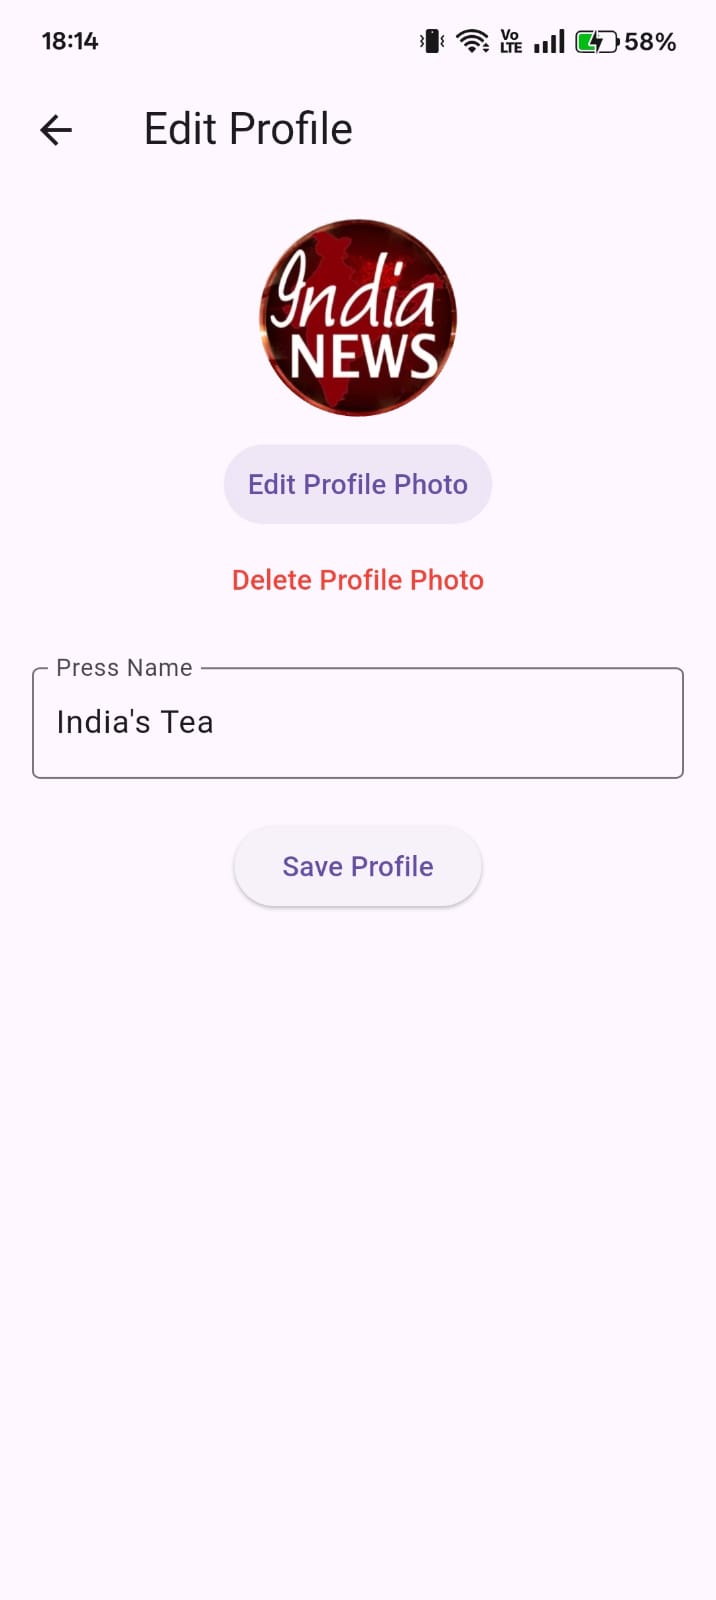 18:14
Vo
LTE
58%
Edit Profile
India
NEWS
Edit Profile Photo
Delete Profile Photo
Press Name
India's Tea
Save Profile